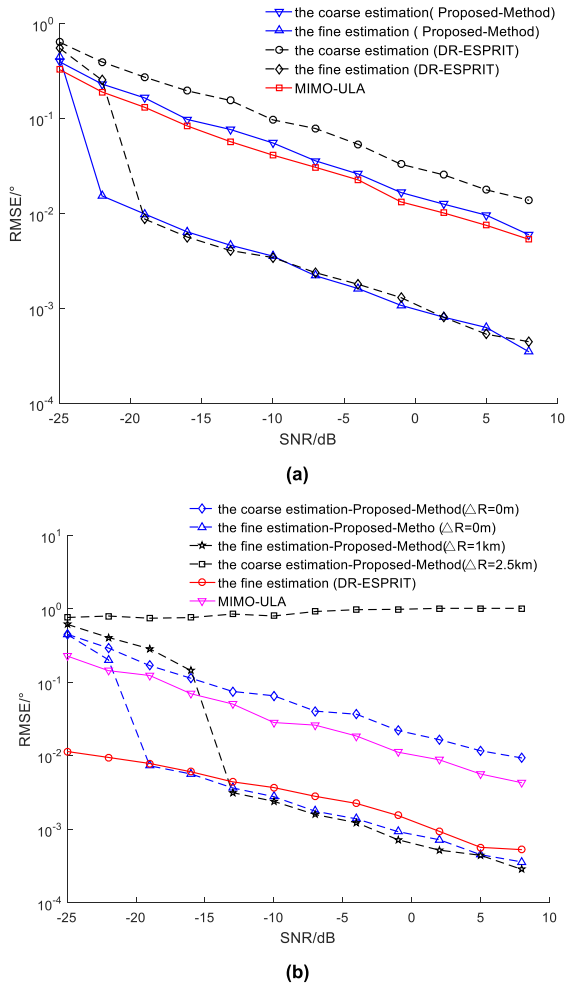 the coarse estimation( Proposed-Method)
the fine estimation ( Proposed-Method)
the coarse estimation (DR-ESPRIT)
the fine estimation (DR-ESPRIT)
MIMO-ULA
10^0
10^-1
10^-2
10^-3
10^-4
RMSE/°
-25 -20 -15 -10 -5 0 5 10
SNR/dB
(a)
the coarse estimation-Proposed-Method(△R=0m)
the fine estimation-Proposed-Metho (△R=0m)
the fine estimation-Proposed-Method(△R=1km)
the coarse estimation-Proposed-Method(△R=2.5km)
the fine estimation (DR-ESPRIT)
MIMO-ULA
10^1
10^0
10^-1
10^-2
10^-3
10^-4
RMSE/°
-25 -20 -15 -10 -5 0 5 10
SNR/dB
(b)